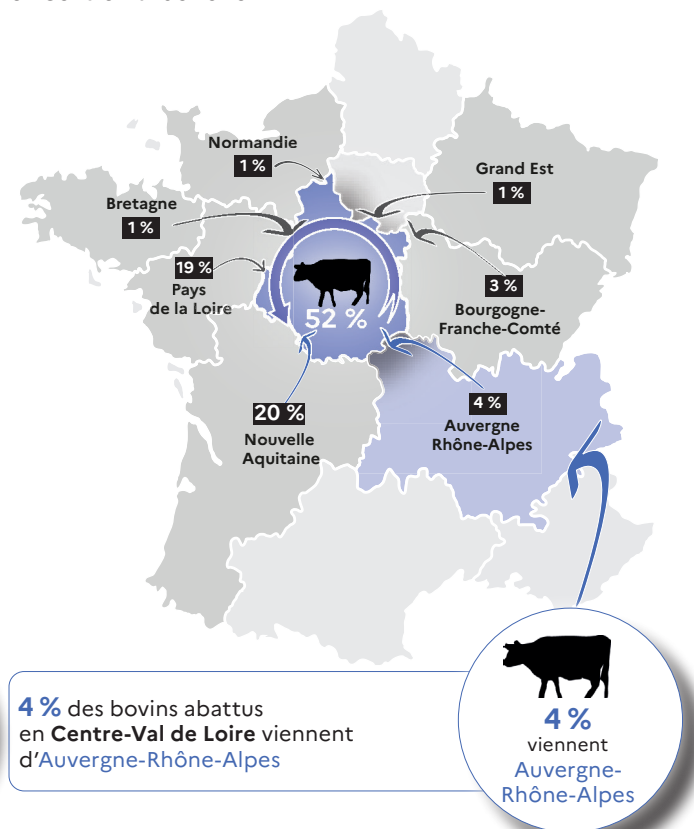 Normandie
1 %
Grand Est
1 %
Bretagne
1 %
19 %
Pays
de la Loire
3 %
Bourgogne-
Franche-Comté
52 %
20 %
Nouvelle
Aquitaine
4 %
Auvergne
Rhône-Alpes
4 % des bovins abattus
en Centre-Val de Loire viennent
d'Auvergne-Rhône-Alpes
4 %
viennent
Auvergne-
Rhône-Alpes